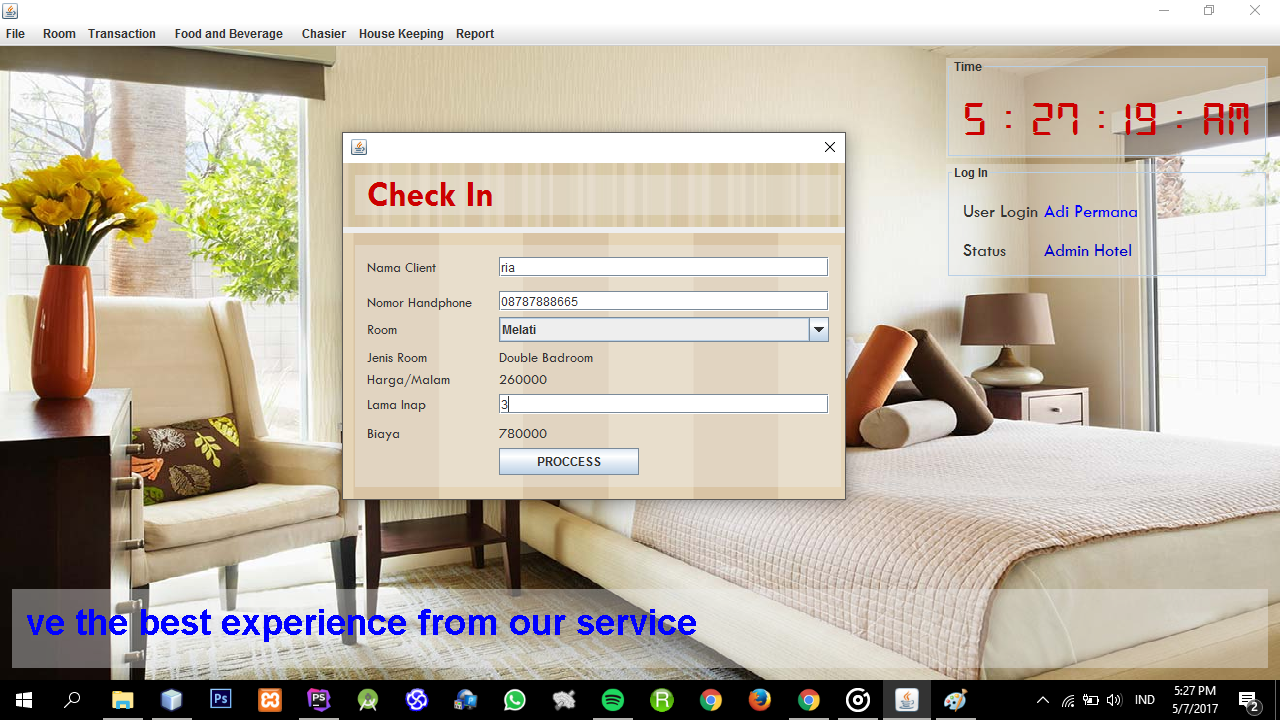 File Room Transaction Food and Beverage Chasier House Keeping Report
Time
5 : 27 : 19 : AM
Log In
User Login Adi Permana
Status Admin Hotel
Check In
Nama Client ria
Nomor Handphone 08787888665
Room Melati
Jenis Room Double Badroom
Harga/Malam 260000
Lama Inap 3
Biaya 780000
PROCCESS
ve the best experience from our service
Ps
PS
R
IND
5:27 PM
5/7/2017
2